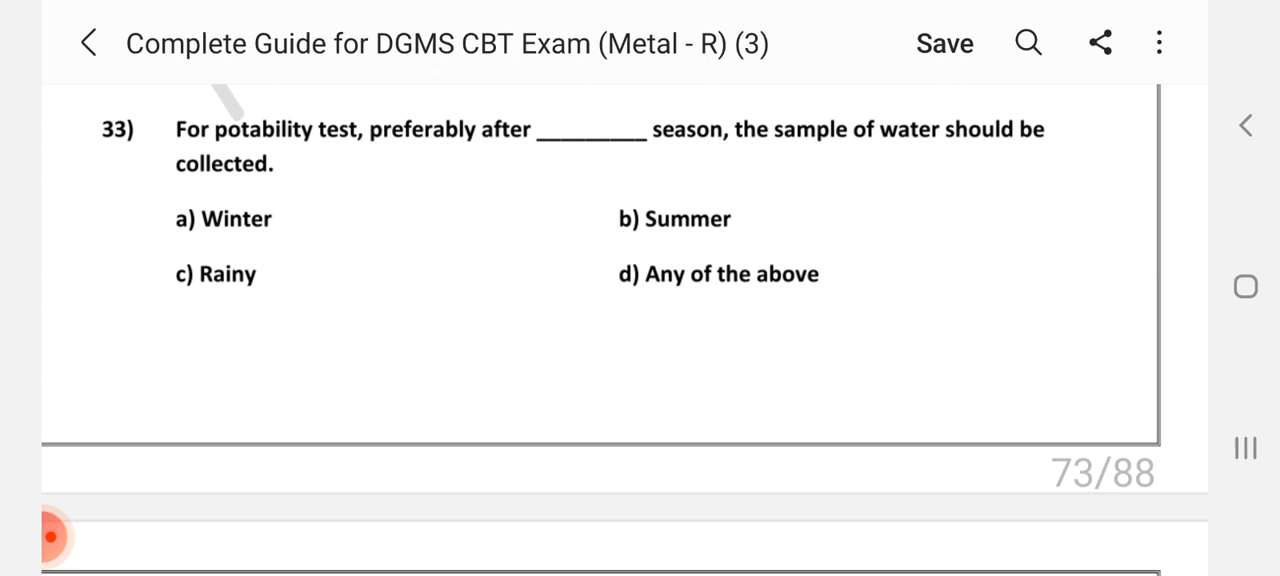 Complete Guide for DGMS CBT Exam (Metal - R) (3) Save
33) For potability test, preferably after _________ season, the sample of water should be
collected.
a) Winter b) Summer
c) Rainy d) Any of the above
73/88